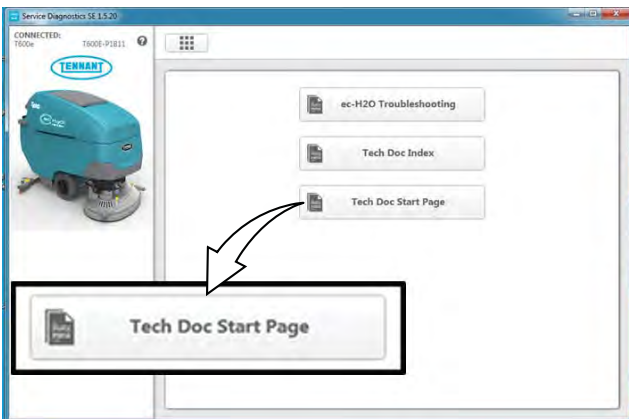 Service Diagnostics SE 1.5.20
CONNECTED:
T600e T600E-P1811
TENNANT
ec-H2O Troubleshooting
Tech Doc Index
Tech Doc Start Page
Tech Doc Start Page